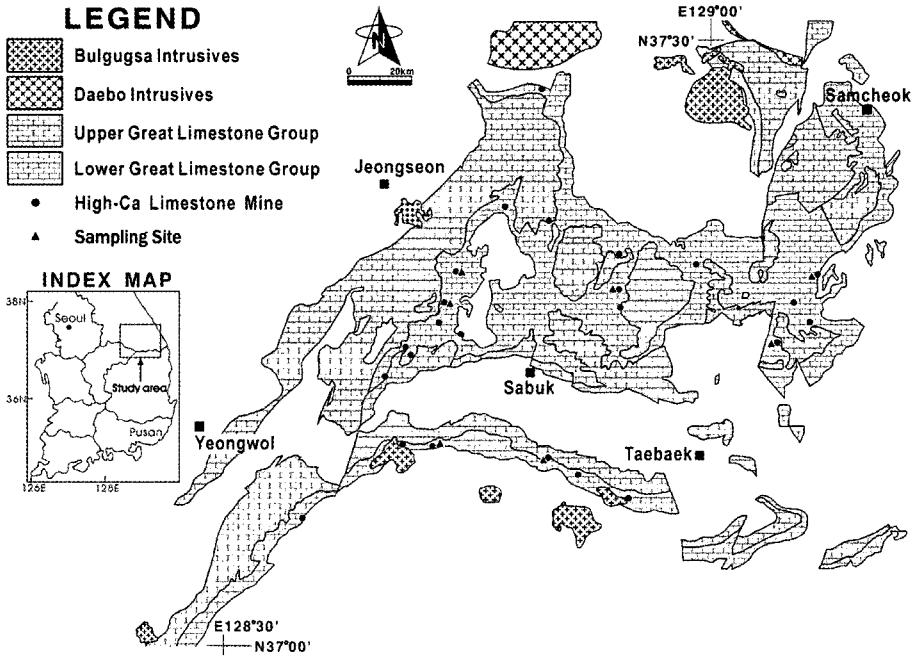 LEGEND
Bulgugsa Intrusives
Daebo Intrusives
Upper Great Limestone Group
Lower Great Limestone Group
High-Ca Limestone Mine
Sampling Site
N
0 20km
E129°00'
N37°30'
Samcheok
Jeongseon
INDEX MAP
38N
Seoul
Study area
36N
Pusan
126E 128E
Sabuk
Yeongwol
Taebaek
E128°30'
N37°00'